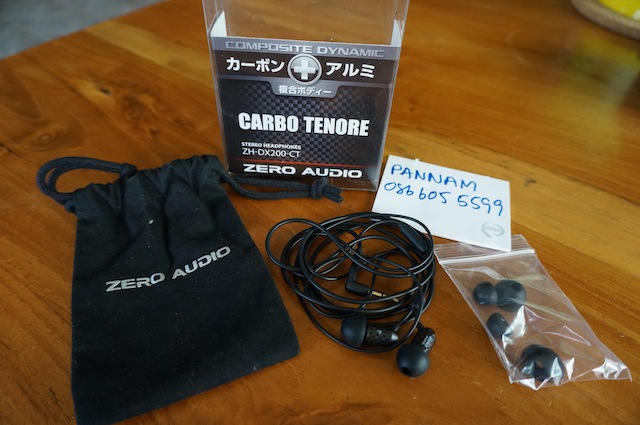 COMPOSITE DYNAMIC
カーボン アルミ
複合ボディー
CARBO TENORE
STEREO HEADPHONES
ZH-DX200-CT
ZERO AUDIO
PANNAM
086 605 5599
ZERO AUDIO